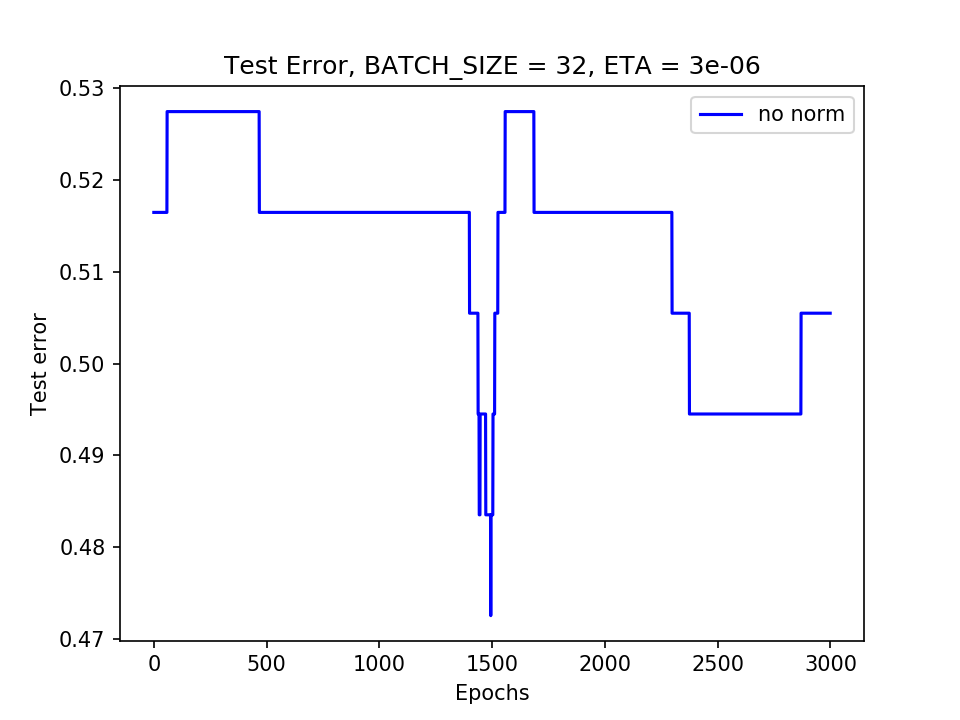 Test Error, BATCH_SIZE = 32, ETA = 3e-06
no norm
0.53
0.52
0.51
0.50
0.49
0.48
0.47
Test error
0 500 1000 1500 2000 2500 3000
Epochs